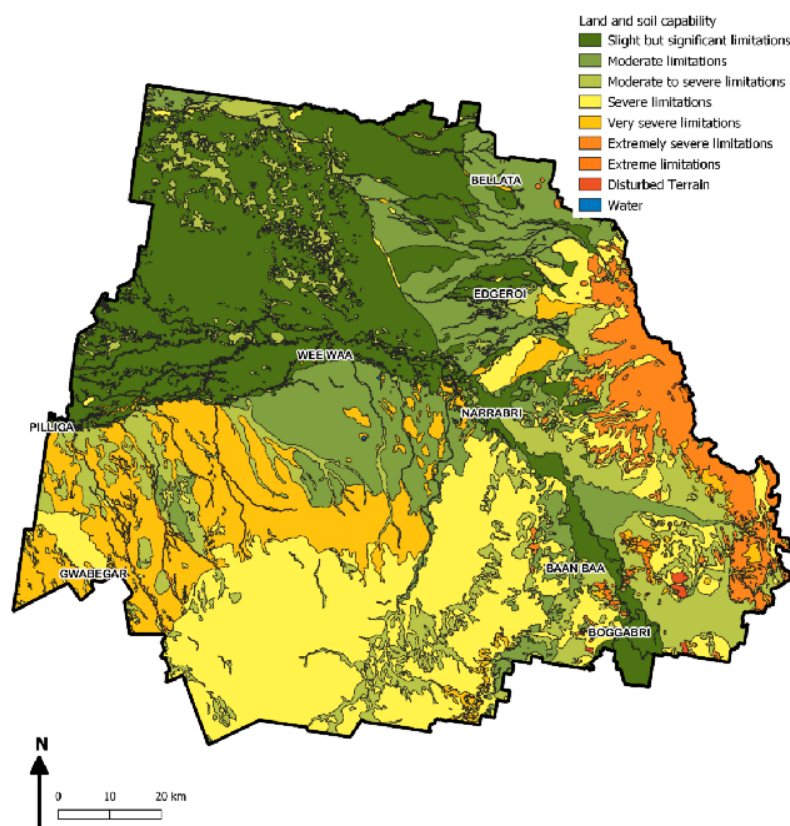 Land and soil capability
Slight but significant limitations
Moderate limitations
Moderate to severe limitations
Severe limitations
Very severe limitations
Extremely severe limitations
Extreme limitations
Disturbed Terrain
Water
BELLATA
EDGEROI
WEE WAA
NARRABRI
PILLIGA
GWABEGAR
BAAN BAA
BOGGABRI
N
0 10 20 km